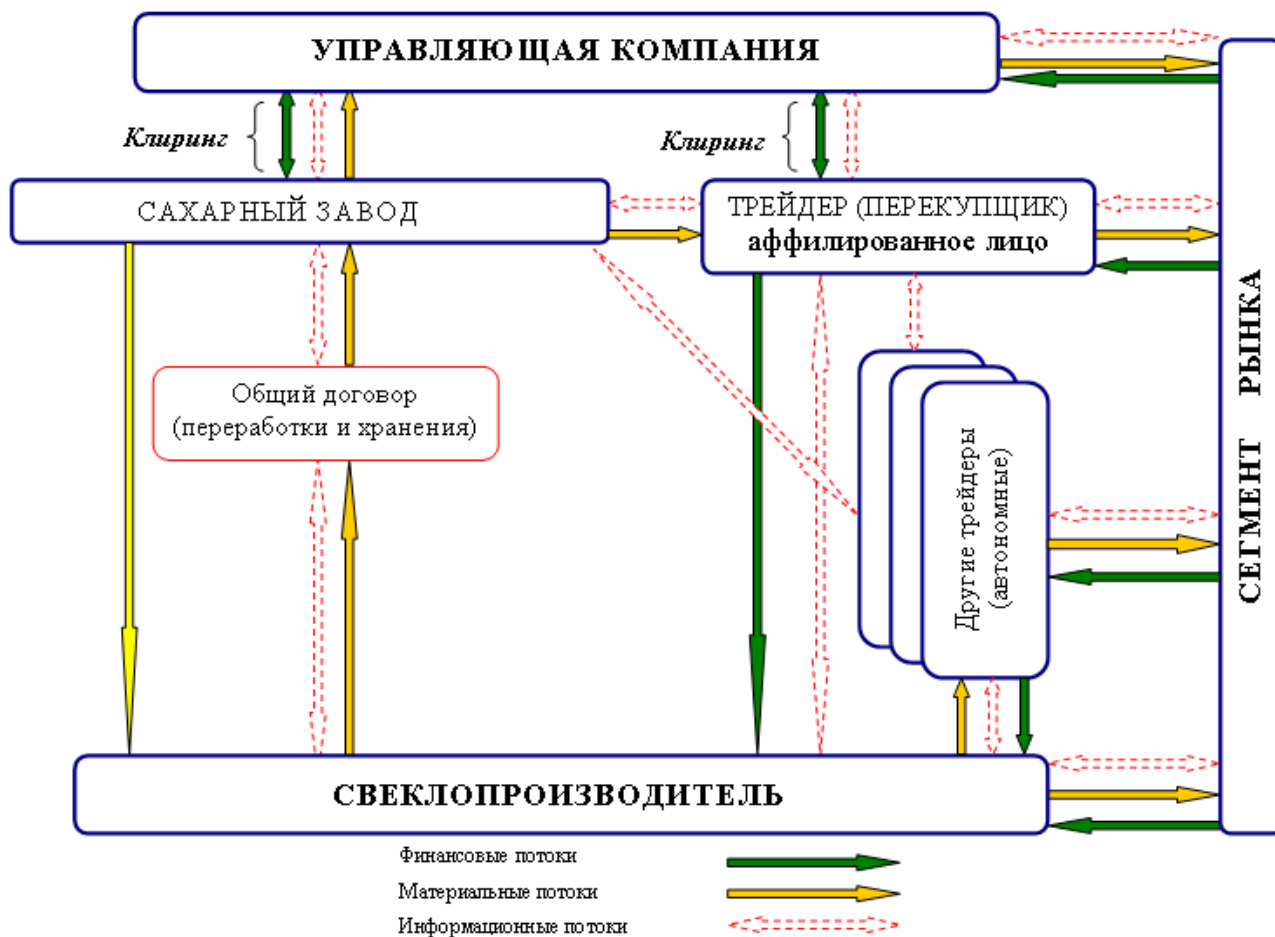 УПРАВЛЯЮЩАЯ КОМПАНИЯ
Клиринг
Клиринг
САХАРНЫЙ ЗАВОД
ТРЕЙДЕР (ПЕРЕКУПЩИК)
аффилированное лицо
Общий договор
(переработки и хранения)
Другие трейдеры
(автономные)
СЕГМЕНТ РЫНКА
СВЕКЛОПРОИЗВОДИТЕЛЬ
Финансовые потоки
Материальные потоки
Информационные потоки